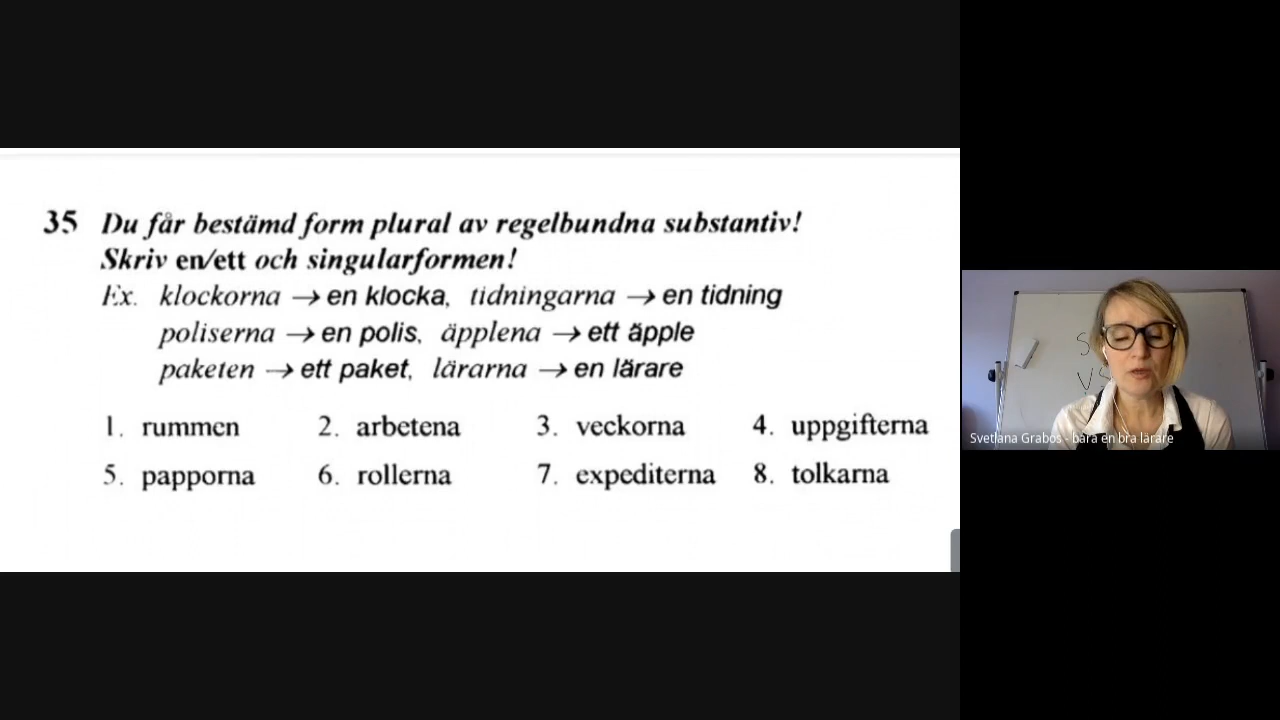 35 Du får bestämd form plural av regelbundna substantiv!
Skriv en/ett och singularformen!
Ex. klockorna → en klocka, tidningarna → en tidning
poliserna → en polis, äpplena → ett äpple
paketen → ett paket, lärarna → en lärare
1. rummen 2. arbetena 3. veckorna 4. uppgifterna
5. papporna 6. rollerna 7. expediterna 8. tolkarna
S
VS
Svetlana Grabos - bara en bra lärare